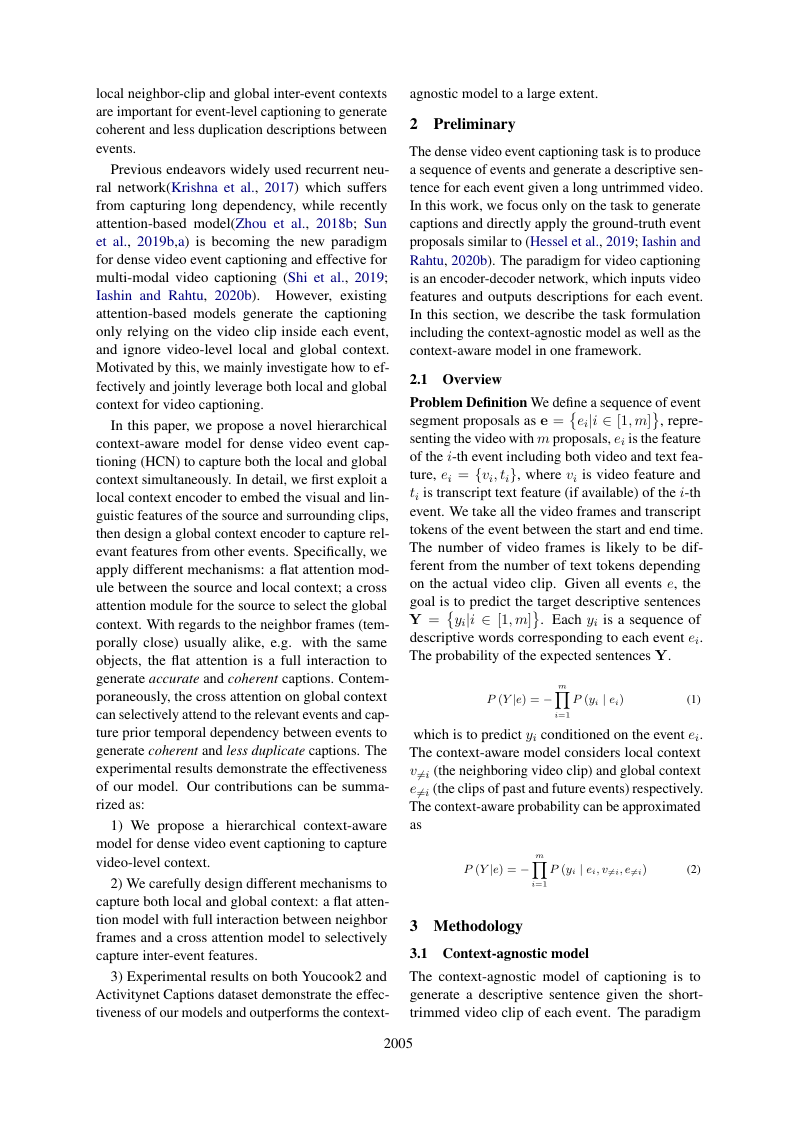 local neighbor-clip and global inter-event contexts
are important for event-level captioning to generate
coherent and less duplication descriptions between
events.
Previous endeavors widely used recurrent neu-
ral network(Krishna et al., 2017) which suffers
from capturing long dependency, while recently
attention-based model(Zhou et al., 2018b; Sun
et al., 2019b,a) is becoming the new paradigm
for dense video event captioning and effective for
multi-modal video captioning (Shi et al., 2019;
Iashin and Rahtu, 2020b). However, existing
attention-based models generate the captioning
only relying on the video clip inside each event,
and ignore video-level local and global context.
Motivated by this, we mainly investigate how to ef-
fectively and jointly leverage both local and global
context for video captioning.
In this paper, we propose a novel hierarchical
context-aware model for dense video event cap-
tioning (HCN) to capture both the local and global
context simultaneously. In detail, we first exploit a
local context encoder to embed the visual and lin-
guistic features of the source and surrounding clips,
then design a global context encoder to capture rel-
evant features from other events. Specifically, we
apply different mechanisms: a flat attention mod-
ule between the source and local context; a cross
attention module for the source to select the global
context. With regards to the neighbor frames (tem-
porally close) usually alike, e.g. with the same
objects, the flat attention is a full interaction to
generate accurate and coherent captions. Contem-
poraneously, the cross attention on global context
can selectively attend to the relevant events and cap-
ture prior temporal dependency between events to
generate coherent and less duplicate captions. The
experimental results demonstrate the effectiveness
of our model. Our contributions can be summa-
rized as:
1) We propose a hierarchical context-aware
model for dense video event captioning to capture
video-level context.
2) We carefully design different mechanisms to
capture both local and global context: a flat atten-
tion model with full interaction between neighbor
frames and a cross attention model to selectively
capture inter-event features.
3) Experimental results on both Youcook2 and
Activitynet Captions dataset demonstrate the effec-
tiveness of our models and outperforms the context-
agnostic model to a large extent.
2 Preliminary
The dense video event captioning task is to produce
a sequence of events and generate a descriptive sen-
tence for each event given a long untrimmed video.
In this work, we focus only on the task to generate
captions and directly apply the ground-truth event
proposals similar to (Hessel et al., 2019; Iashin and
Rahtu, 2020b). The paradigm for video captioning
is an encoder-decoder network, which inputs video
features and outputs descriptions for each event.
In this section, we describe the task formulation
including the context-agnostic model as well as the
context-aware model in one framework.
2.1 Overview
Problem Definition We define a sequence of event
segment proposals as e = {e_i|i ∈ [1, m]}, repre-
senting the video with m proposals, e_i is the feature
of the i-th event including both video and text fea-
ture, e_i = {v_i, t_i}, where v_i is video feature and
t_i is transcript text feature (if available) of the i-th
event. We take all the video frames and transcript
tokens of the event between the start and end time.
The number of video frames is likely to be dif-
ferent from the number of text tokens depending
on the actual video clip. Given all events e, the
goal is to predict the target descriptive sentences
Y = {y_i|i ∈ [1, m]}. Each y_i is a sequence of
descriptive words corresponding to each event e_i.
The probability of the expected sentences Y.
P (Y|e) = − ∏_{i=1}^{m} P (y_i | e_i) (1)
which is to predict y_i conditioned on the event e_i.
The context-aware model considers local context
v_{≠i} (the neighboring video clip) and global context
e_{≠i} (the clips of past and future events) respectively.
The context-aware probability can be approximated
as
P (Y|e) = − ∏_{i=1}^{m} P (y_i | e_i, v_{≠i}, e_{≠i}) (2)
3 Methodology
3.1 Context-agnostic model
The context-agnostic model of captioning is to
generate a descriptive sentence given the short-
trimmed video clip of each event. The paradigm
2005